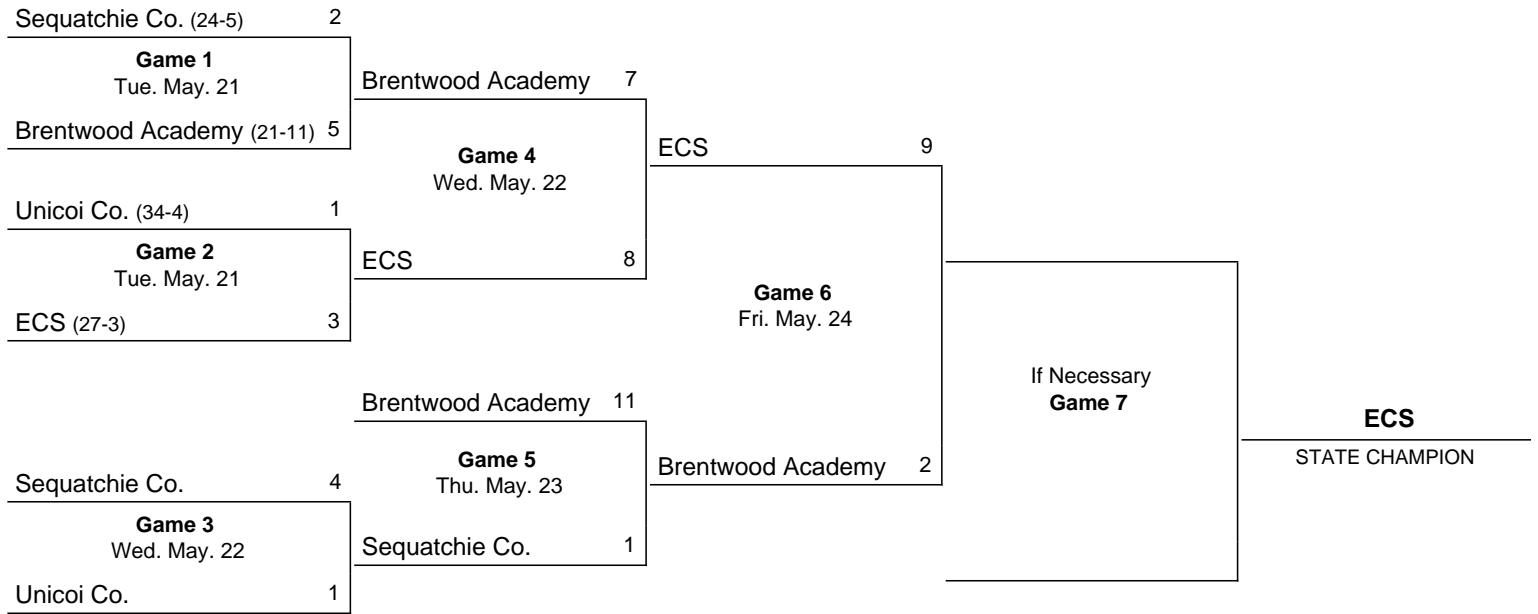 Sequatchie Co. (24-5) 2
Game 1
Tue. May. 21
Brentwood Academy (21-11) 5
Unicoi Co. (34-4) 1
Game 2
Tue. May. 21
ECS (27-3) 3
Sequatchie Co. 4
Game 3
Wed. May. 22
Unicoi Co. 1
Brentwood Academy 7
Game 4
Wed. May. 22
ECS 8
Brentwood Academy 11
Game 5
Thu. May. 23
Sequatchie Co. 1
ECS 9
Game 6
Fri. May. 24
Brentwood Academy 2
If Necessary
Game 7
ECS
STATE CHAMPION